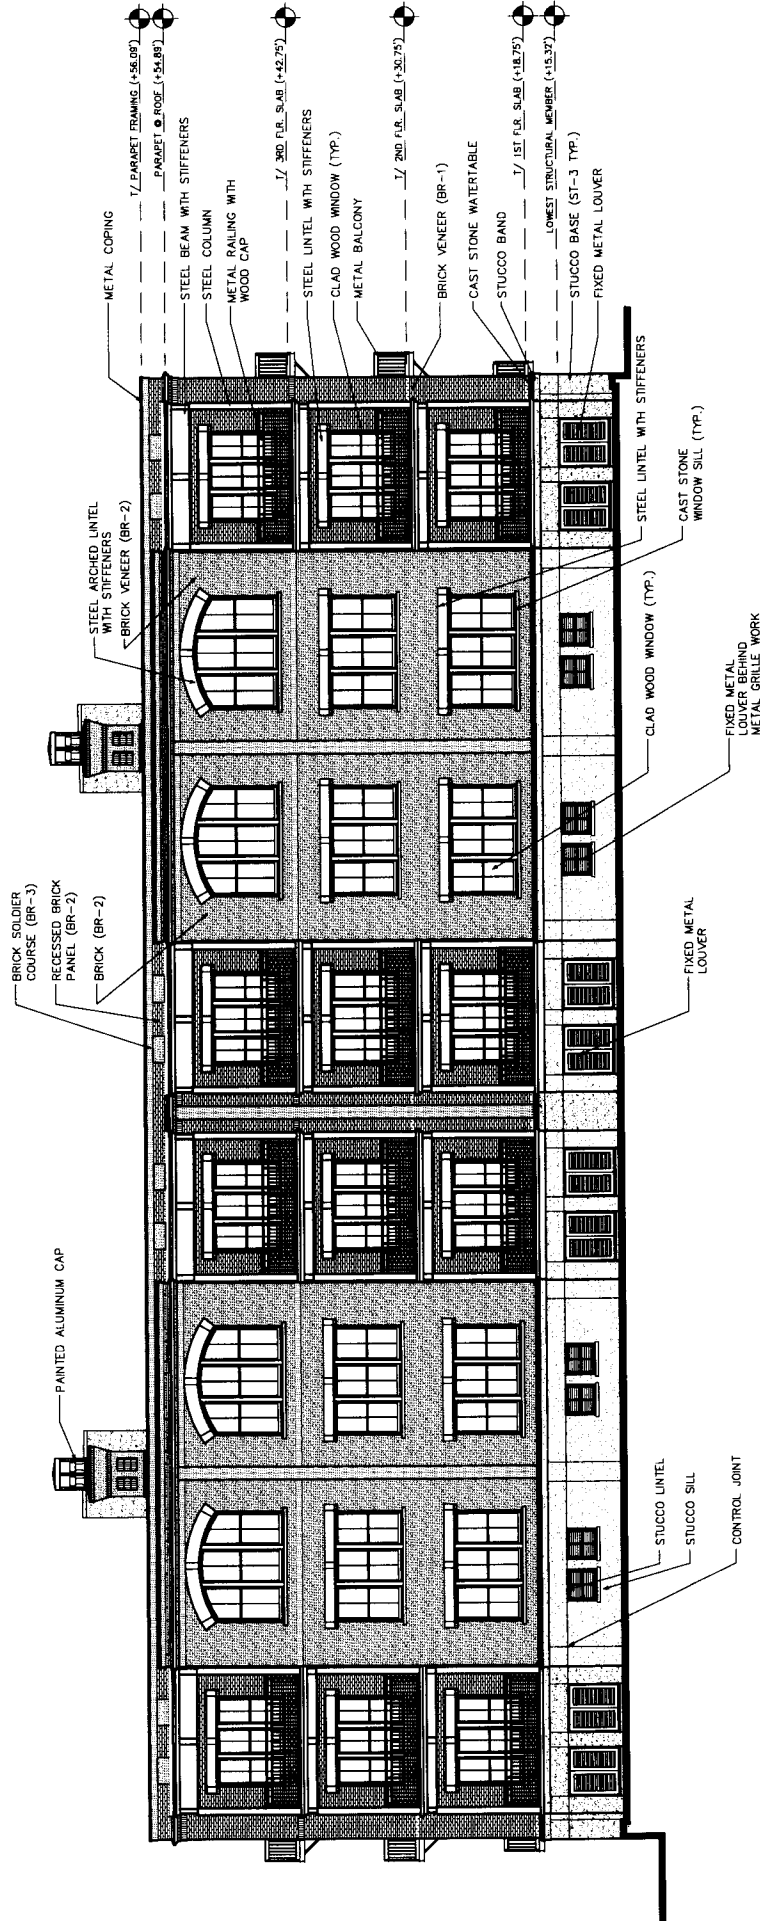 PAINTED ALUMINUM CAP
BRICK SOLDIER
COURSE (BR-3)
RECESSED BRICK
PANEL (BR-2)
BRICK (BR-2)
STEEL ARCHED LINTEL
WITH STIFFENERS
BRICK VENEER (BR-2)
METAL COPING
T/ PARAPET FRAMING (+56.09')
PARAPET @ ROOF (+54.89')
STEEL BEAM WITH STIFFENERS
STEEL COLUMN
METAL RAILING WITH
WOOD CAP
T/ 3RD FLR. SLAB (+42.75')
STEEL LINTEL WITH STIFFENERS
CLAD WOOD WINDOW (TYP.)
METAL BALCONY
T/ 2ND FLR. SLAB (+30.75')
BRICK VENEER (BR-1)
CAST STONE WATERTABLE
STUCCO BAND
T/ 1ST FLR. SLAB (+18.75')
LOWEST STRUCTURAL MEMBER (+15.32')
STUCCO BASE (ST-3 TYP.)
FIXED METAL LOUVER
STUCCO LINTEL
STUCCO SILL
CONTROL JOINT
FIXED METAL
LOUVER
CLAD WOOD WINDOW (TYP.)
FIXED METAL
LOUVER BEHIND
METAL GRILLE WORK
STEEL LINTEL WITH STIFFENERS
CAST STONE
WINDOW SILL (TYP.)